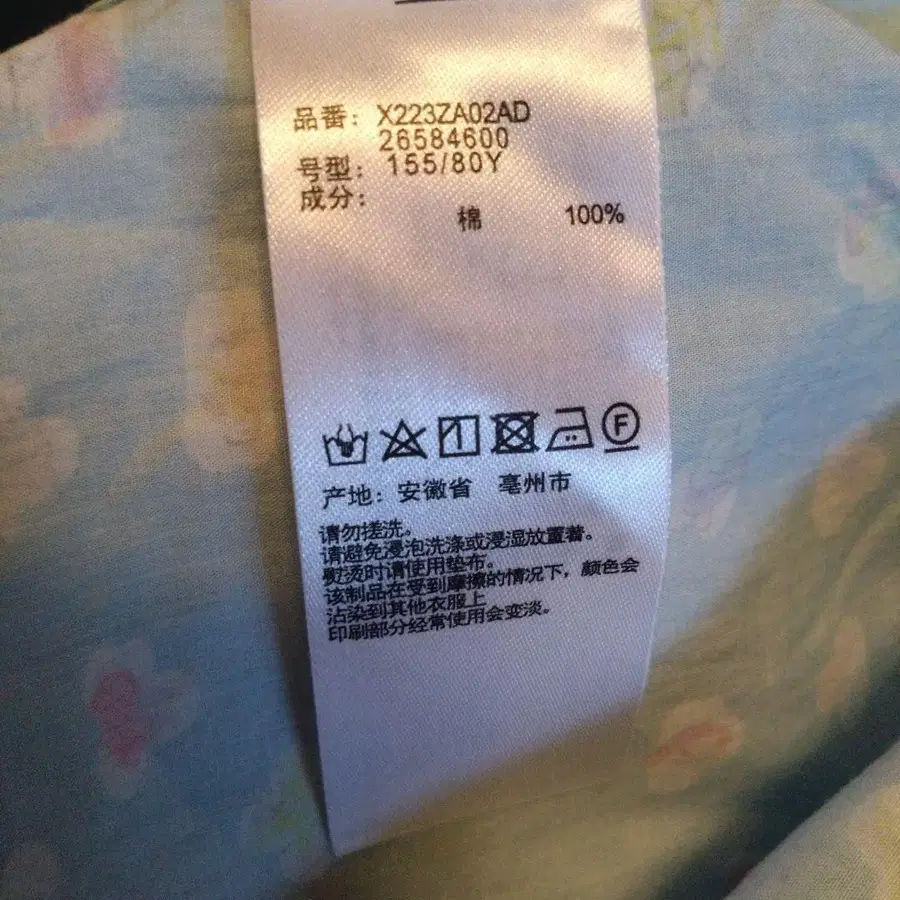 品番: X223ZA02AD
26584600
号型: 155/80Y
成分:
棉 100%
F
产地: 安徽省 亳州市
请勿搓洗。
请避免浸泡洗涤或浸湿放置着。
熨烫时请使用垫布。
该制品在受到摩擦的情况下，颜色会
沾染到其他衣服上
印刷部分经常使用会变淡。